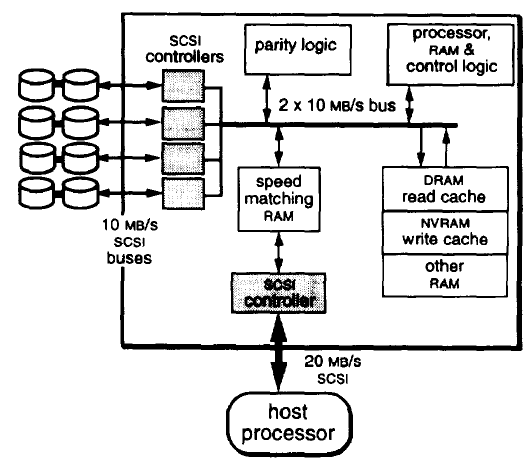 SCSI
controllers
parity logic
processor,
RAM &
control logic
2 x 10 MB/s bus
speed
matching
RAM
DRAM
read cache
NVRAM
write cache
other
RAM
10 MB/s
SCSI
buses
SCSI
controller
20 MB/s
SCSI
host
processor